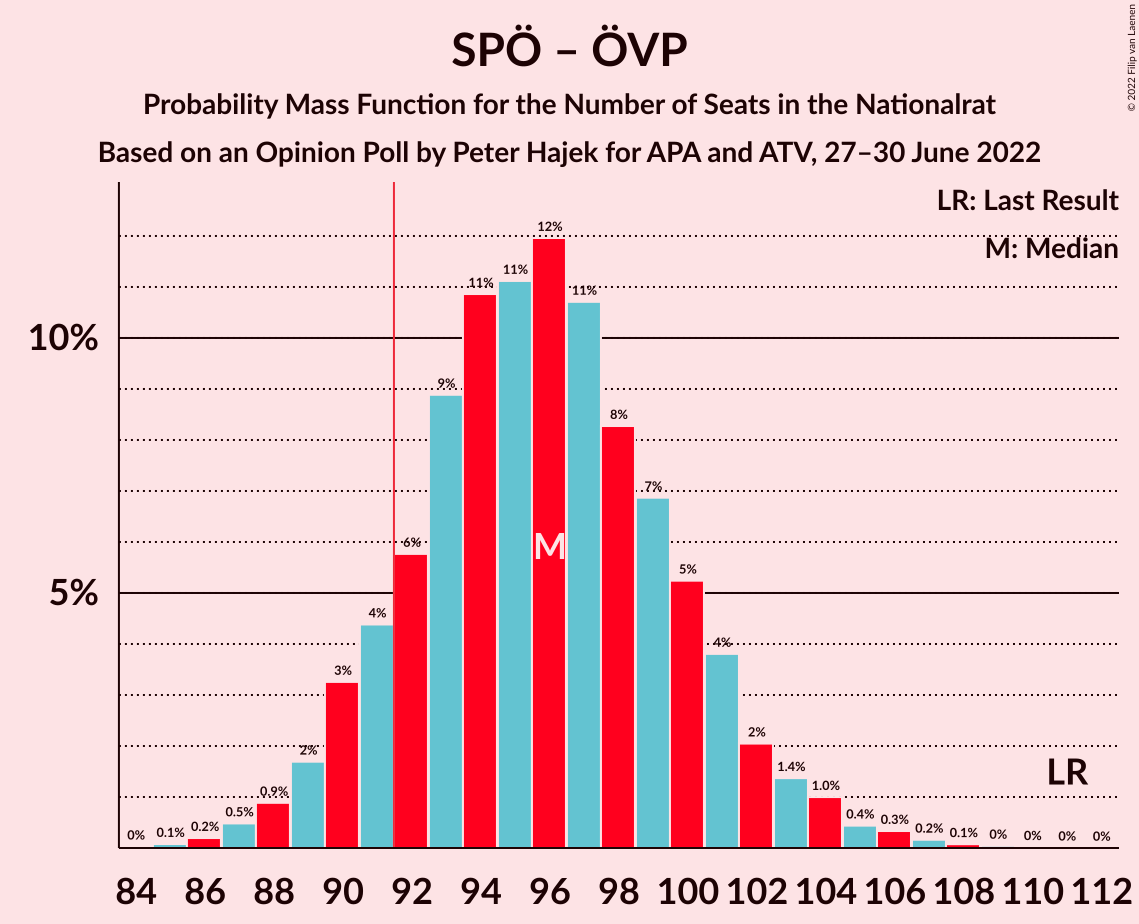 SPÖ – ÖVP
Probability Mass Function for the Number of Seats in the Nationalrat
Based on an Opinion Poll by Peter Hajek for APA and ATV, 27–30 June 2022
© 2022 Filip van Laenen
LR: Last Result
M: Median
10%
5%
0% 0.1% 0.2% 0.5% 0.9% 2% 3% 4% 6% 9% 11% 11% 12% 11% 8% 7% 5% 4% 2% 1.4% 1.0% 0.4% 0.3% 0.2% 0.1% 0% 0% 0% 0%
M
LR
84 86 88 90 92 94 96 98 100 102 104 106 108 110 112